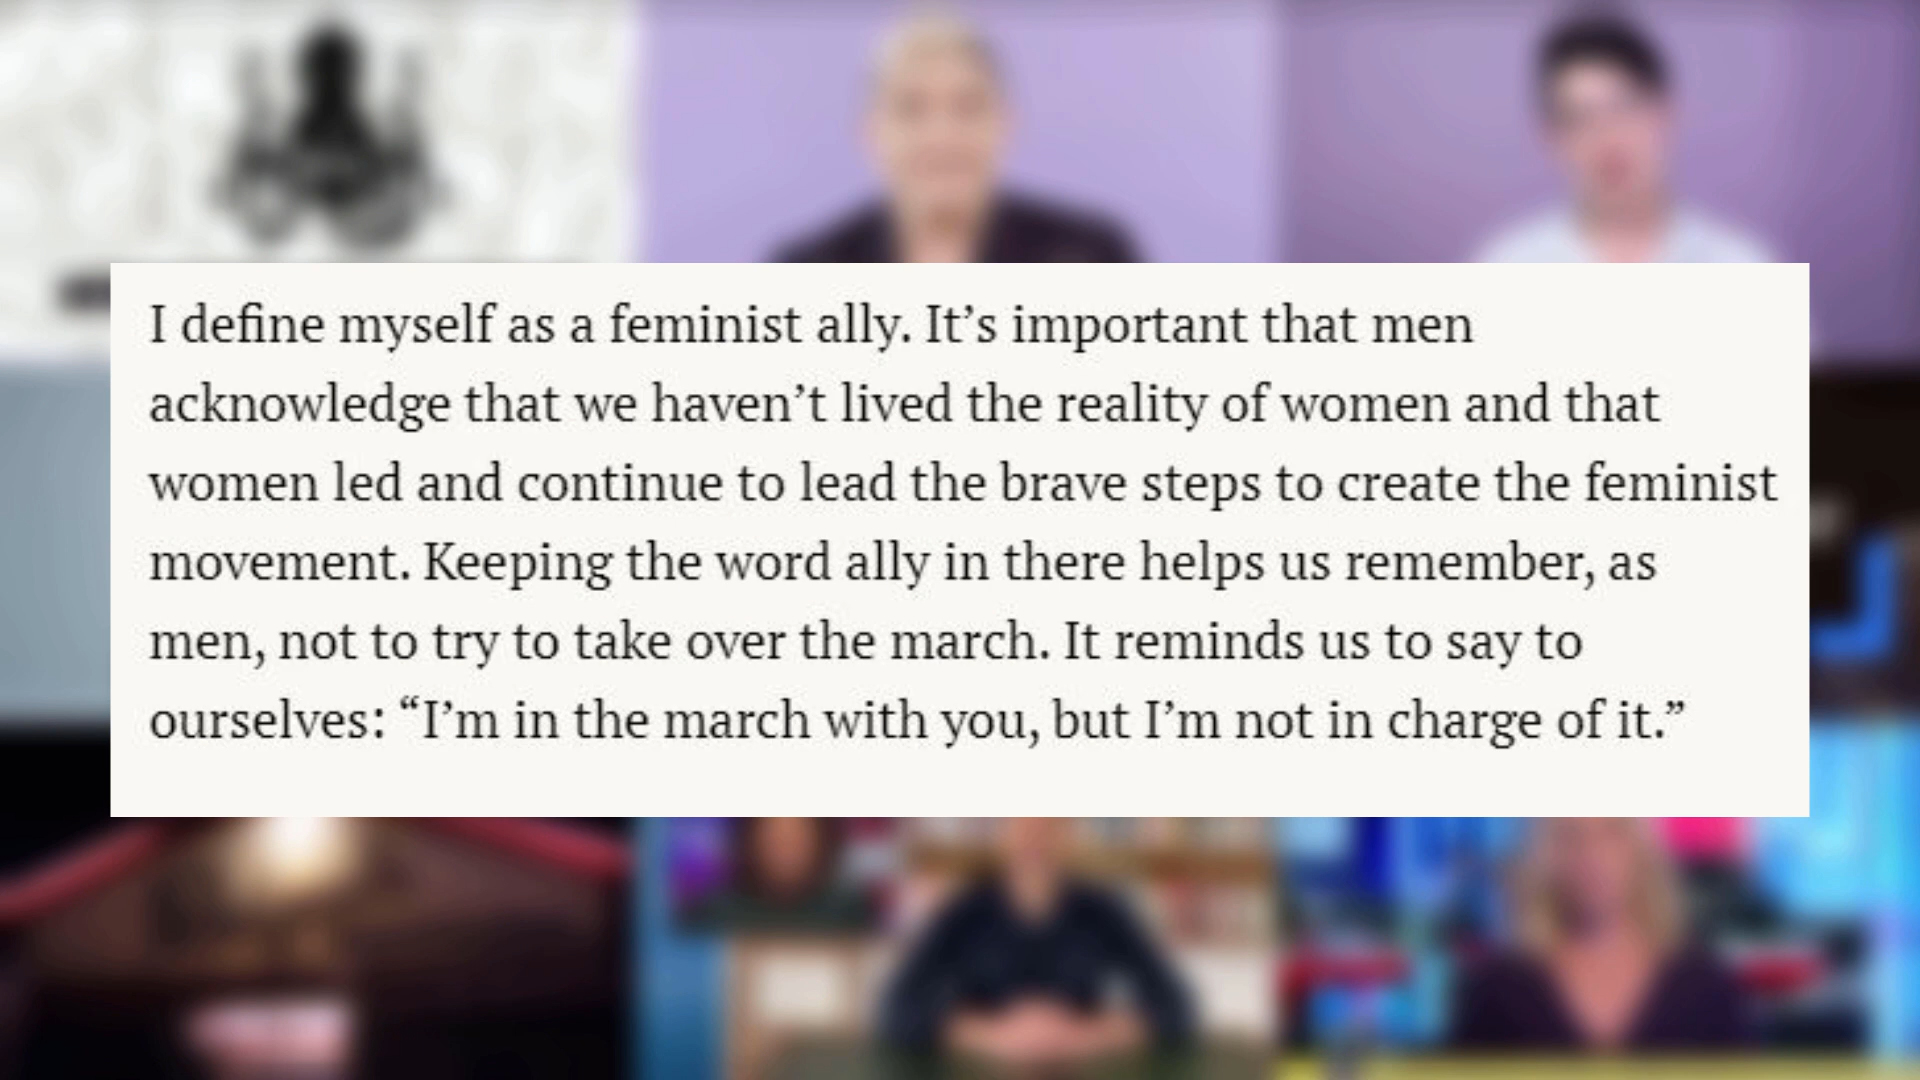 I define myself as a feminist ally. It’s important that men
acknowledge that we haven’t lived the reality of women and that
women led and continue to lead the brave steps to create the feminist
movement. Keeping the word ally in there helps us remember, as
men, not to try to take over the march. It reminds us to say to
ourselves: “I’m in the march with you, but I’m not in charge of it.”